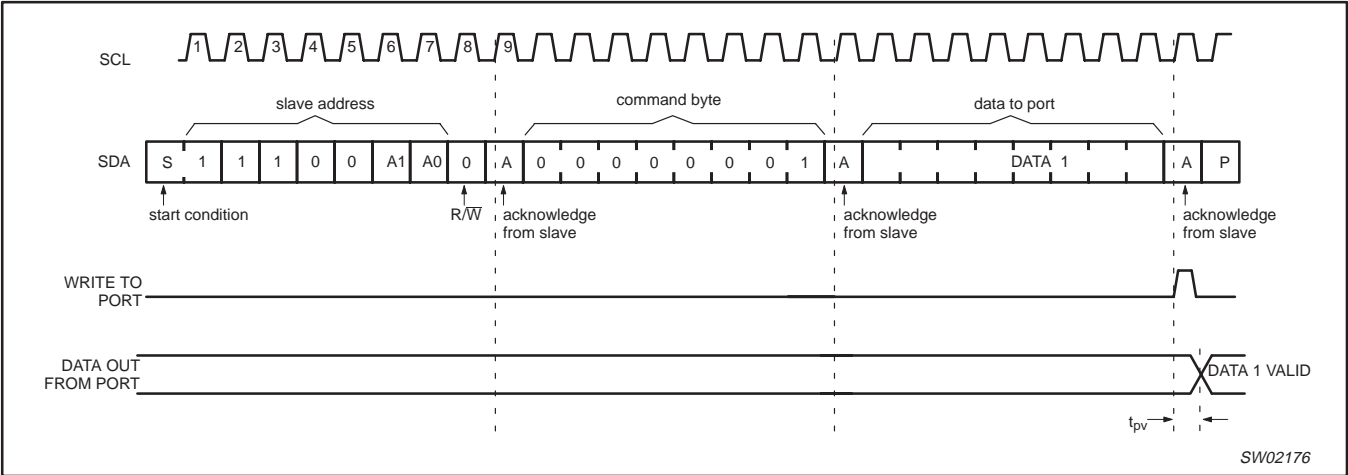 SCL
1 2 3 4 5 6 7 8 9
slave address
command byte
data to port
SDA
S 1 1 1 0 0 A1 A0 0 A 0 0 0 0 0 0 0 1 A DATA 1 A P
start condition
R/W̅
acknowledge
from slave
acknowledge
from slave
acknowledge
from slave
WRITE TO
PORT
DATA OUT
FROM PORT
DATA 1 VALID
tpv
SW02176